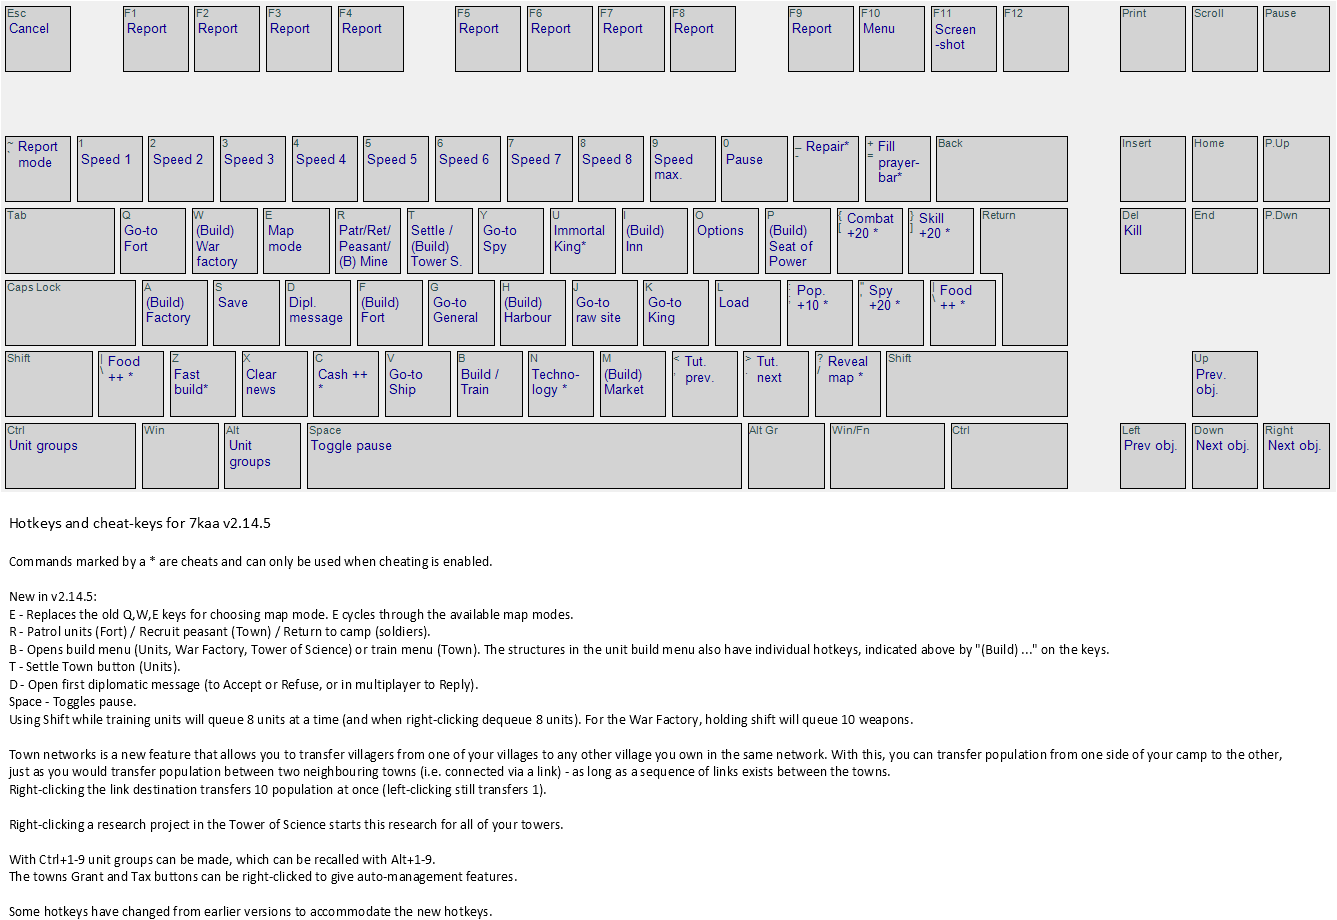 Esc
Cancel
F1
Report
F2
Report
F3
Report
F4
Report
F5
Report
F6
Report
F7
Report
F8
Report
F9
Report
F10
Menu
F11
Screen
-shot
F12
Print
Scroll
Pause
~
`
Report
mode
1
Speed 1
2
Speed 2
3
Speed 3
4
Speed 4
5
Speed 5
6
Speed 6
7
Speed 7
8
Speed 8
9
Speed
max.
0
Pause
_
-
Repair*
+
=
Fill
prayer-
bar*
Back
Insert
Home
P.Up
Tab
Q
Go-to
Fort
W
(Build)
War
factory
E
Map
mode
R
Patr/Ret/
Peasant/
(B) Mine
T
Settle /
(Build)
Tower S.
Y
Go-to
Spy
U
Immortal
King*
I
(Build)
Inn
O
Options
P
(Build)
Seat of
Power
{
[
Combat
+20 *
}
]
Skill
+20 *
Return
Del
Kill
End
P.Dwn
Caps Lock
A
(Build)
Factory
S
Save
D
Dipl.
message
F
(Build)
Fort
G
Go-to
General
H
(Build)
Harbour
J
Go-to
raw site
K
Go-to
King
L
Load
:
;
Pop.
+10 *
"
'
Spy
+20 *
|
\
Food
++ *
Shift
|
\
Food
++ *
Z
Fast
build*
X
Clear
news
C
Cash ++
*
V
Go-to
Ship
B
Build /
Train
N
Techno-
logy *
M
(Build)
Market
<
,
Tut.
prev.
>
.
Tut.
next
?
/
Reveal
map *
Shift
Up
Prev.
obj.
Ctrl
Unit groups
Win
Alt
Unit
groups
Space
Toggle pause
Alt Gr
Win/Fn
Ctrl
Left
Prev obj.
Down
Next obj.
Right
Next obj.
Hotkeys and cheat-keys for 7kaa v2.14.5
Commands marked by a * are cheats and can only be used when cheating is enabled.
New in v2.14.5:
E - Replaces the old Q,W,E keys for choosing map mode. E cycles through the available map modes.
R - Patrol units (Fort) / Recruit peasant (Town) / Return to camp (soldiers).
B - Opens build menu (Units, War Factory, Tower of Science) or train menu (Town). The structures in the unit build menu also have individual hotkeys, indicated above by "(Build) ..." on the keys.
T - Settle Town button (Units).
D - Open first diplomatic message (to Accept or Refuse, or in multiplayer to Reply).
Space - Toggles pause.
Using Shift while training units will queue 8 units at a time (and when right-clicking dequeue 8 units). For the War Factory, holding shift will queue 10 weapons.
Town networks is a new feature that allows you to transfer villagers from one of your villages to any other village you own in the same network. With this, you can transfer population from one side of your camp to the other,
just as you would transfer population between two neighbouring towns (i.e. connected via a link) - as long as a sequence of links exists between the towns.
Right-clicking the link destination transfers 10 population at once (left-clicking still transfers 1).
Right-clicking a research project in the Tower of Science starts this research for all of your towers.
With Ctrl+1-9 unit groups can be made, which can be recalled with Alt+1-9.
The towns Grant and Tax buttons can be right-clicked to give auto-management features.
Some hotkeys have changed from earlier versions to accommodate the new hotkeys.